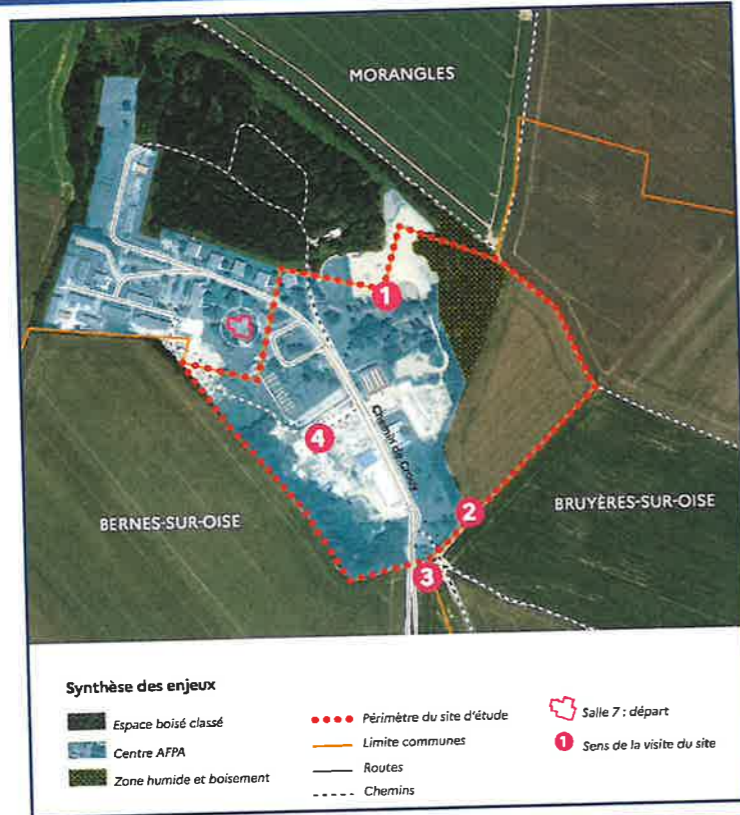 MORANGLES
1
Chemin de Crouy
4
BERNES-SUR-OISE
BRUYÈRES-SUR-OISE
2
3
Synthèse des enjeux
Espace boisé classé
Centre AFPA
Zone humide et boisement
Périmètre du site d'étude
Limite communes
Routes
Chemins
Salle 7 : départ
1 Sens de la visite du site